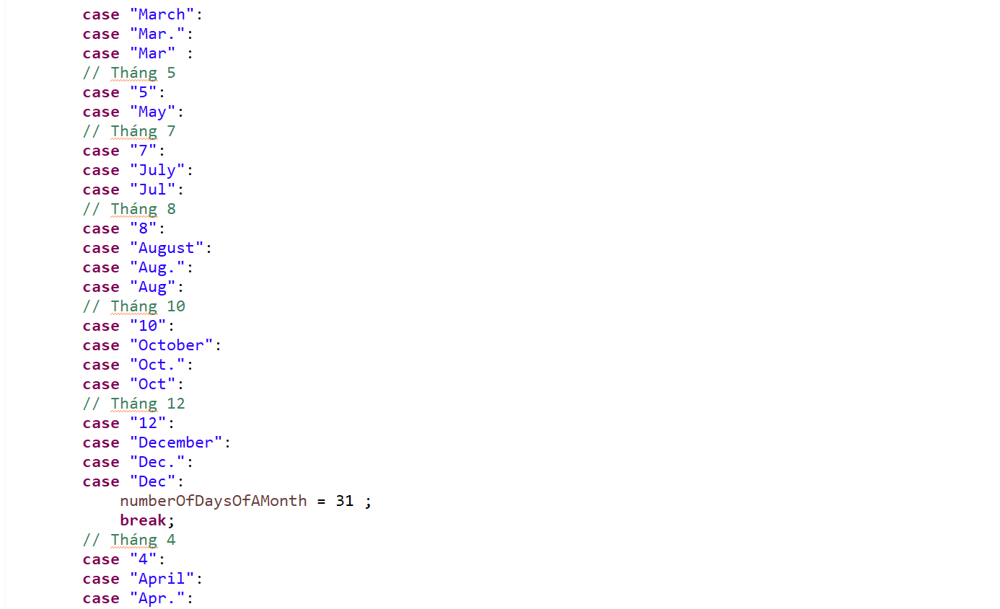 case "March":
case "Mar.":
case "Mar" :
// Tháng 5
case "5":
case "May":
// Tháng 7
case "7":
case "July":
case "Jul":
// Tháng 8
case "8":
case "August":
case "Aug.":
case "Aug":
// Tháng 10
case "10":
case "October":
case "Oct.":
case "Oct":
// Tháng 12
case "12":
case "December":
case "Dec.":
case "Dec":
numberOfDaysOfAMonth = 31 ;
break;
// Tháng 4
case "4":
case "April":
case "Apr.":